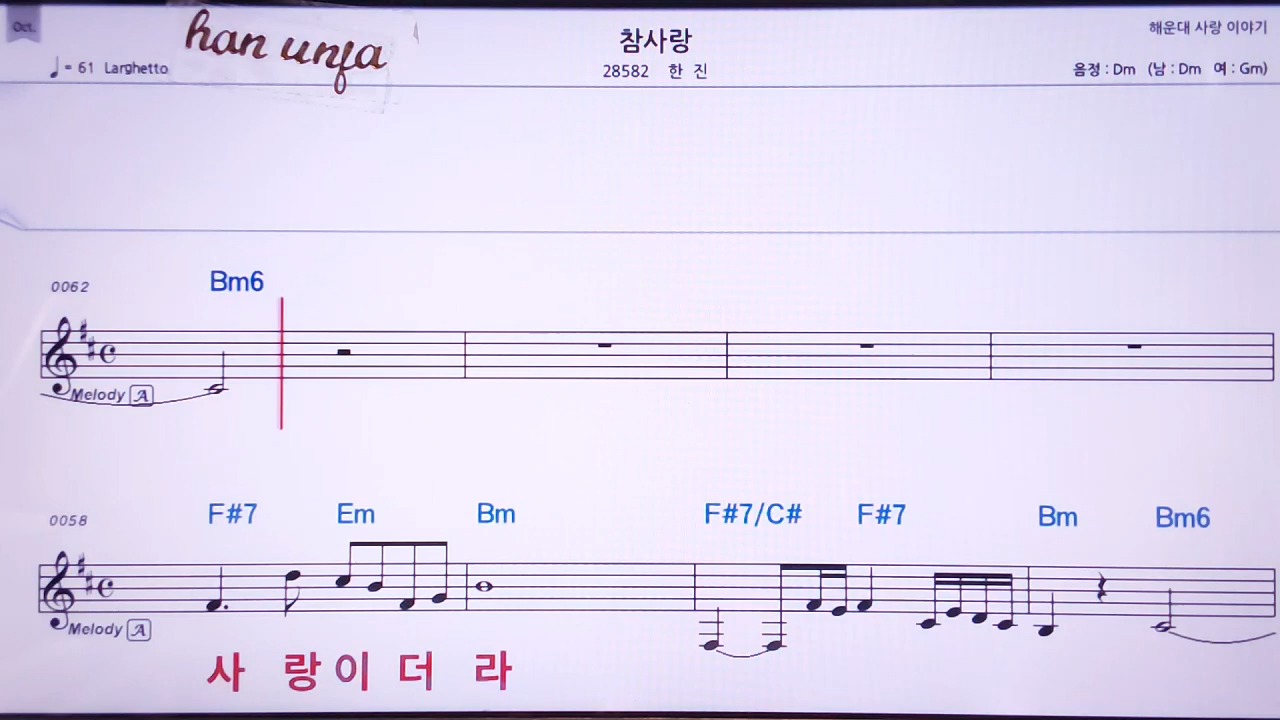 Oct.
han unja
참사랑
해운대 사랑 이야기
♩ = 61 Larghetto
28582 한 진
음정 : Dm (남 : Dm 여 : Gm)
0062
Bm6
Melody A
0058
F#7 Em Bm F#7/C# F#7 Bm Bm6
Melody A
사 랑 이 더 라